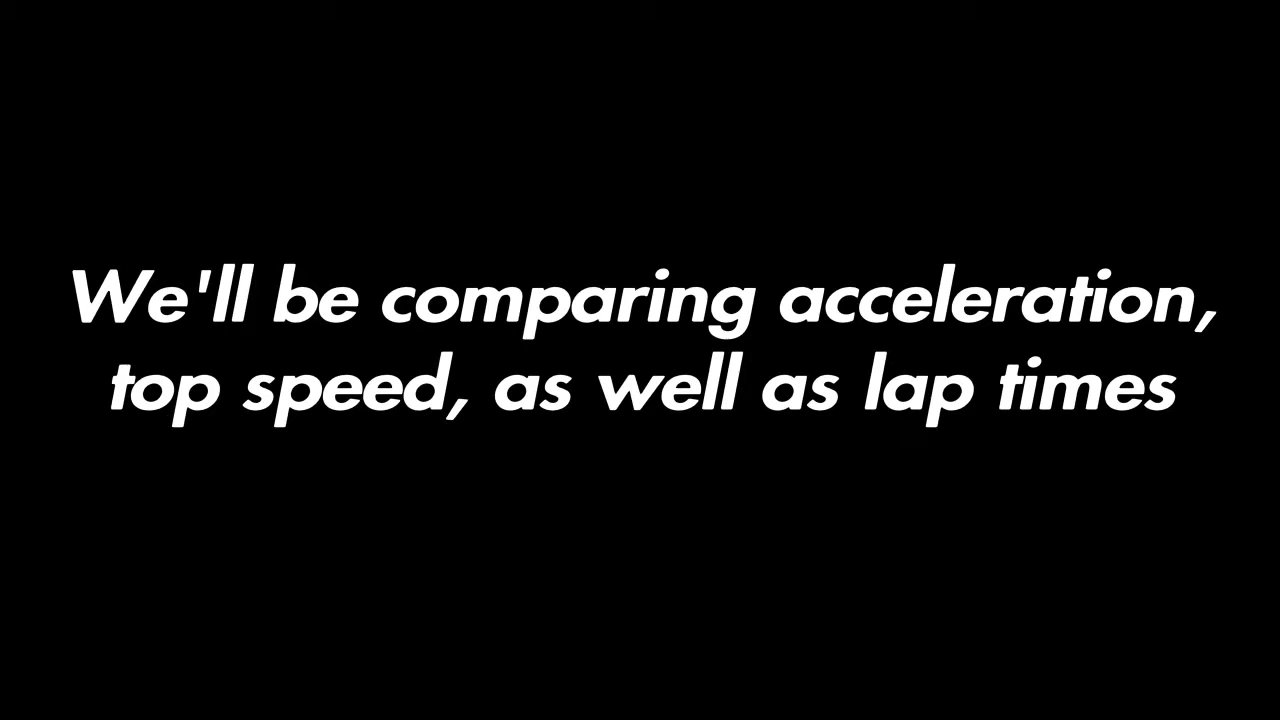 We'll be comparing acceleration,
top speed, as well as lap times